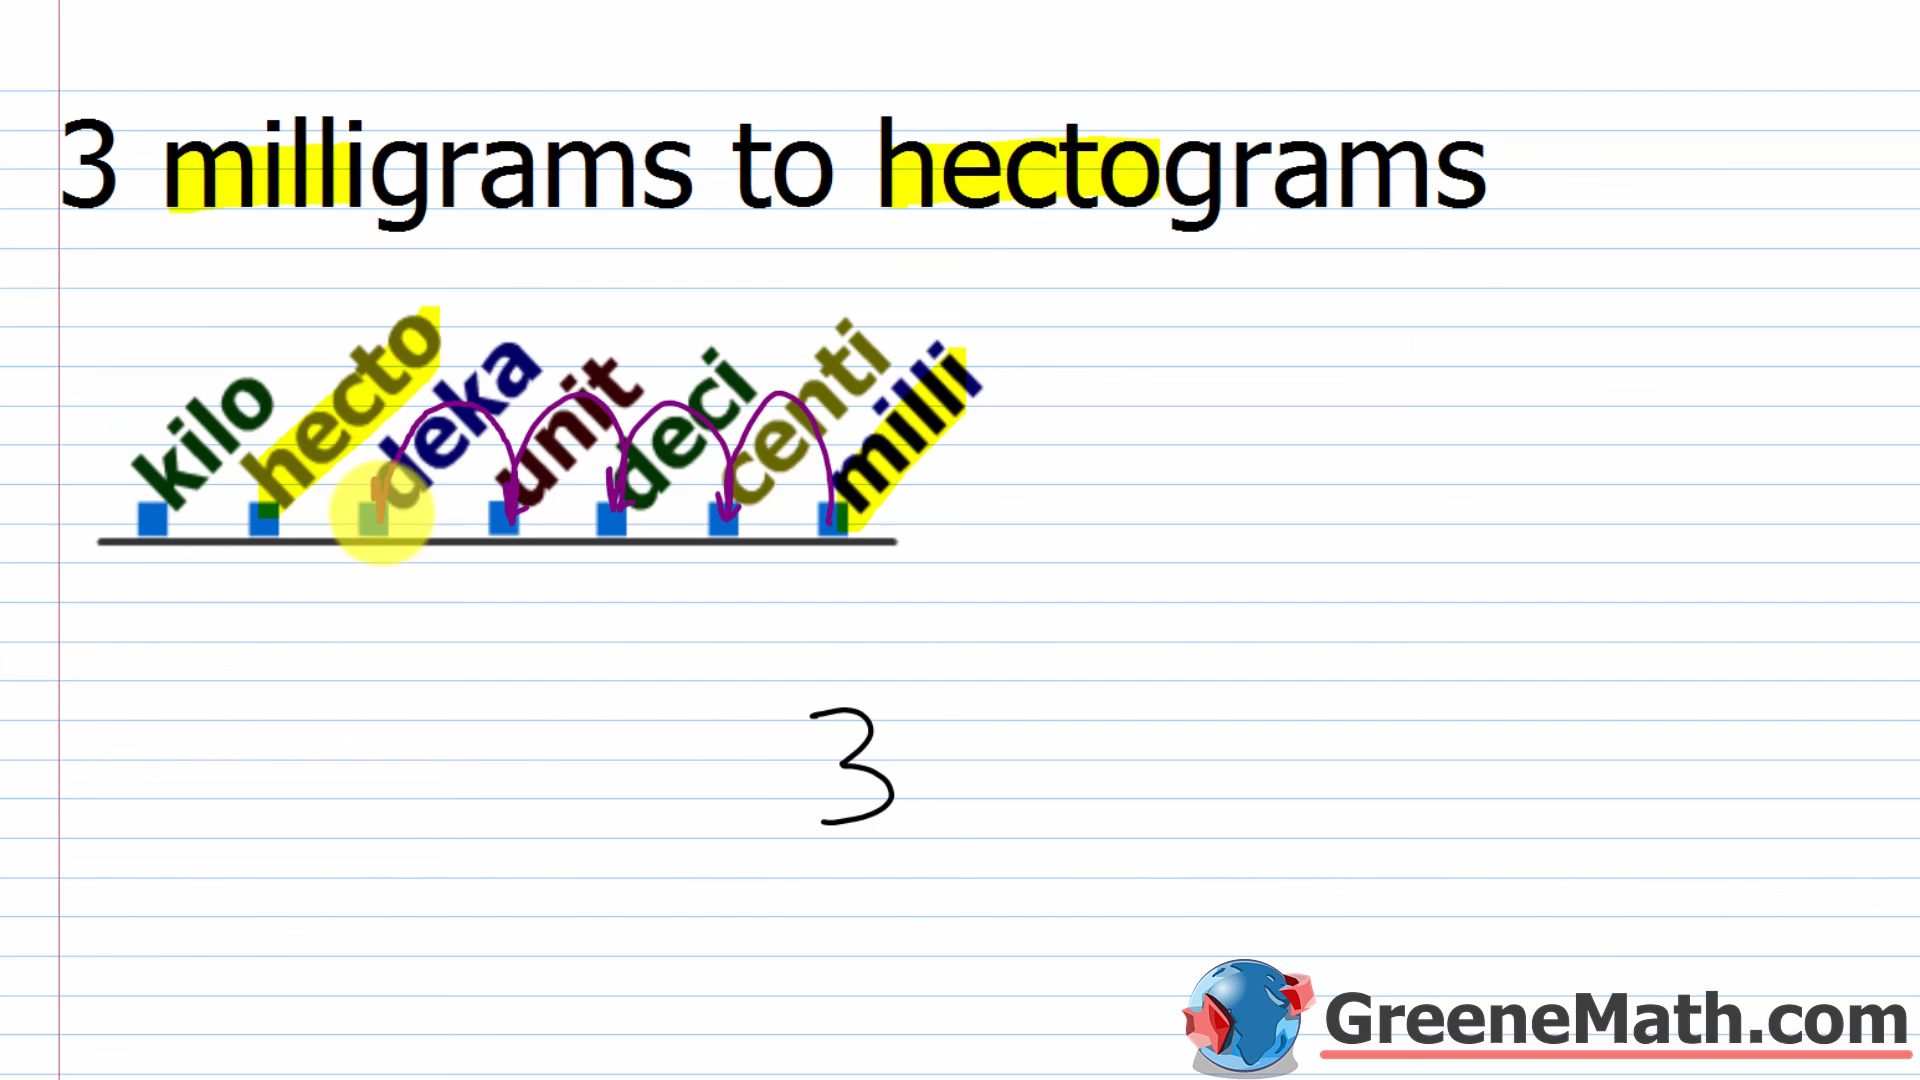 3 milligrams to hectograms
kilo hecto deka unit deci centi milli
3
GreeneMath.com